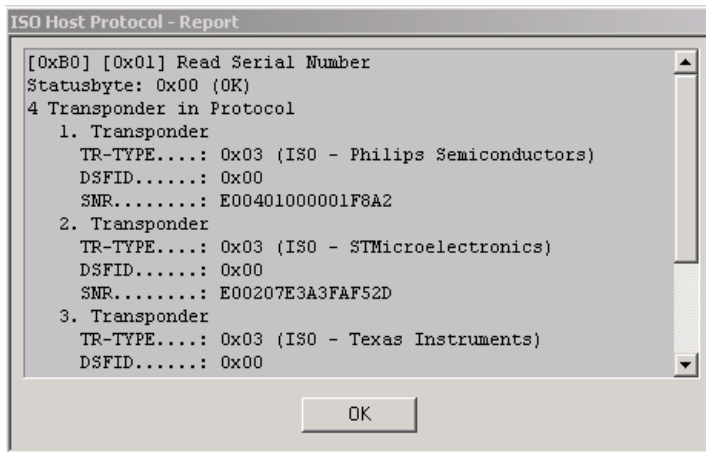 ISO Host Protocol - Report
[0xB0] [0x01] Read Serial Number
Statusbyte: 0x00 (OK)
4 Transponder in Protocol
1. Transponder
TR-TYPE....: 0x03 (ISO - Philips Semiconductors)
DSFID......: 0x00
SNR........: E00401000001F8A2
2. Transponder
TR-TYPE....: 0x03 (ISO - STMicroelectronics)
DSFID......: 0x00
SNR........: E00207E3A3FAF52D
3. Transponder
TR-TYPE....: 0x03 (ISO - Texas Instruments)
DSFID......: 0x00
OK